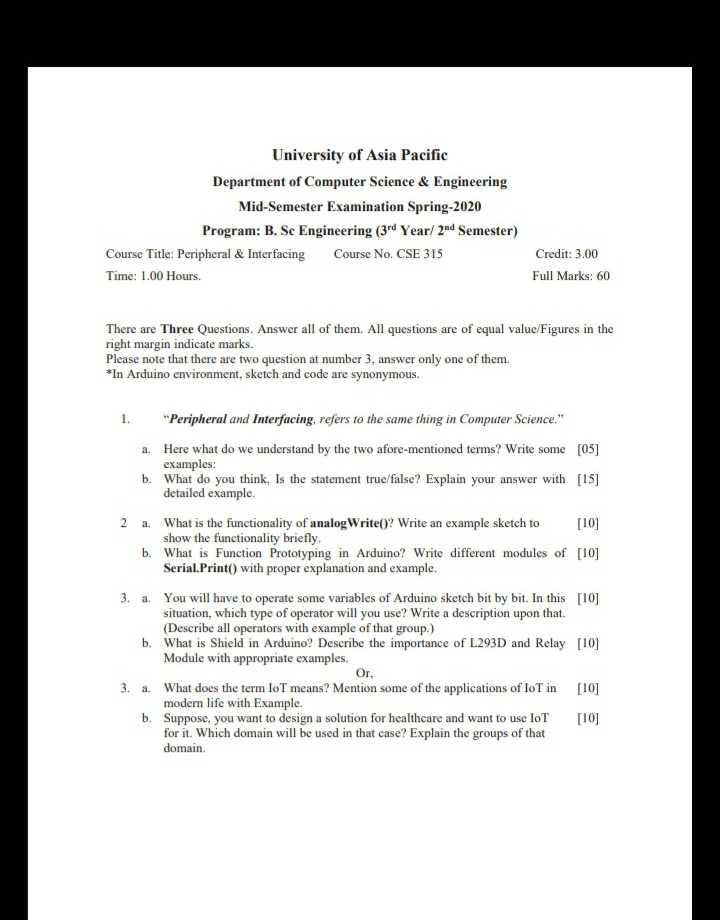 University of Asia Pacific
Department of Computer Science & Engineering
Mid-Semester Examination Spring-2020
Program: B. Sc Engineering (3rd Year/ 2nd Semester)
Course Title: Peripheral & Interfacing Course No. CSE 315 Credit: 3.00
Time: 1.00 Hours. Full Marks: 60
There are Three Questions. Answer all of them. All questions are of equal value/Figures in the
right margin indicate marks.
Please note that there are two question at number 3, answer only one of them.
*In Arduino environment, sketch and code are synonymous.
1. “Peripheral and Interfacing, refers to the same thing in Computer Science.”
a. Here what do we understand by the two afore-mentioned terms? Write some [05]
examples:
b. What do you think, Is the statement true/false? Explain your answer with [15]
detailed example.
2 a. What is the functionality of analogWrite()? Write an example sketch to [10]
show the functionality briefly.
b. What is Function Prototyping in Arduino? Write different modules of [10]
Serial.Print() with proper explanation and example.
3. a. You will have to operate some variables of Arduino sketch bit by bit. In this [10]
situation, which type of operator will you use? Write a description upon that.
(Describe all operators with example of that group.)
b. What is Shield in Arduino? Describe the importance of L293D and Relay [10]
Module with appropriate examples.
Or,
3. a. What does the term IoT means? Mention some of the applications of IoT in [10]
modern life with Example.
b. Suppose, you want to design a solution for healthcare and want to use IoT [10]
for it. Which domain will be used in that case? Explain the groups of that
domain.